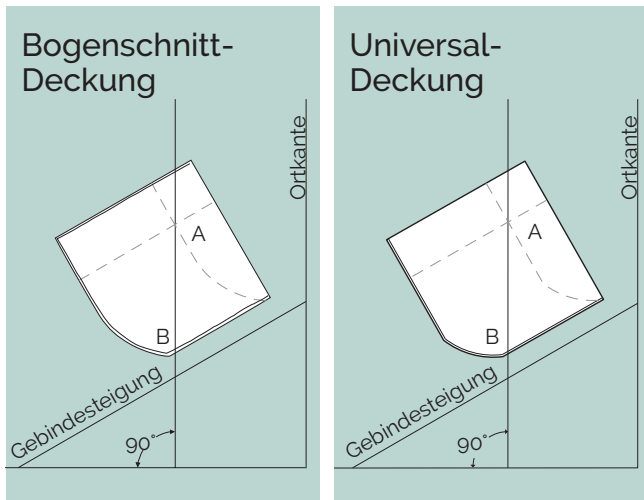 Bogenschnitt-
Deckung
Ortkante
A
B
Gebindesteigung
90°
Universal-
Deckung
Ortkante
A
B
Gebindesteigung
90°